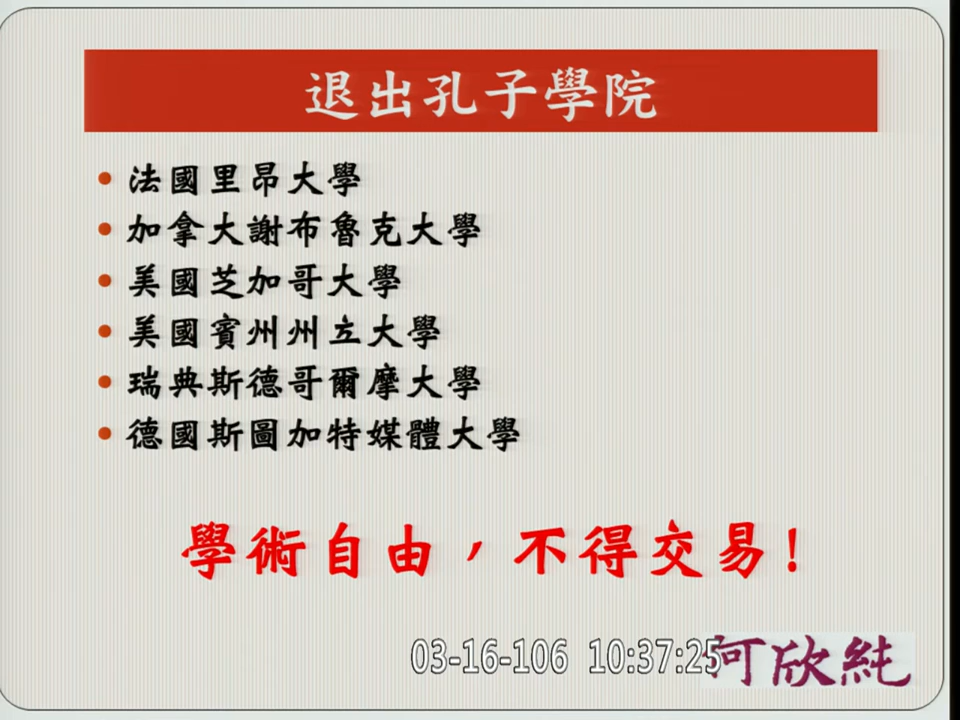 退出孔子學院
• 法國里昂大學
• 加拿大謝布魯克大學
• 美國芝加哥大學
• 美國賓州州立大學
• 瑞典斯德哥爾摩大學
• 德國斯圖加特媒體大學
學術自由，不得交易!
03-16-106 10:37:25
何欣純